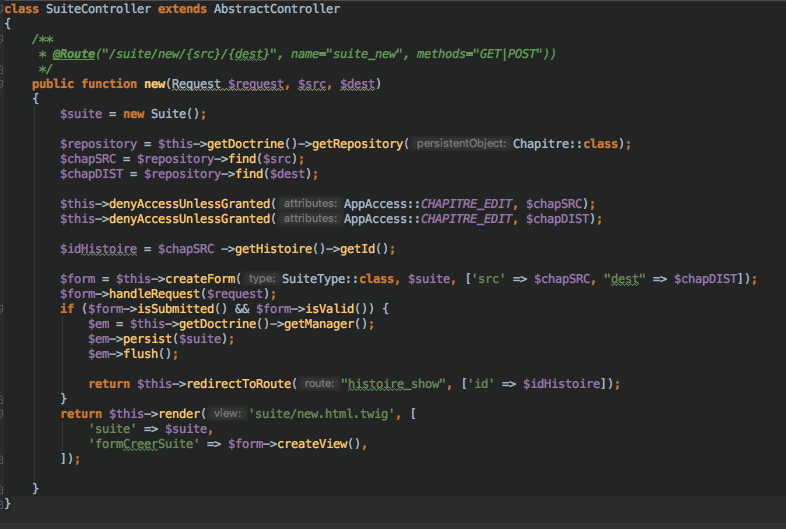 class SuiteController extends AbstractController
{
    /**
     * @Route("/suite/new/{src}/{dest}", name="suite_new", methods="GET|POST"))
     */
    public function new(Request $request, $src, $dest)
    {
        $suite = new Suite();

        $repository = $this->getDoctrine()->getRepository( persistentObject: Chapitre::class);
        $chapSRC = $repository->find($src);
        $chapDIST = $repository->find($dest);

        $this->denyAccessUnlessGranted( attributes: AppAccess::CHAPITRE_EDIT, $chapSRC);
        $this->denyAccessUnlessGranted( attributes: AppAccess::CHAPITRE_EDIT, $chapDIST);

        $idHistoire = $chapSRC ->getHistoire()->getId();

        $form = $this->createForm( type: SuiteType::class, $suite, ['src' => $chapSRC, "dest" => $chapDIST]);
        $form->handleRequest($request);
        if ($form->isSubmitted() && $form->isValid()) {
            $em = $this->getDoctrine()->getManager();
            $em->persist($suite);
            $em->flush();

            return $this->redirectToRoute( route: "histoire_show", ['id' => $idHistoire]);
        }
        return $this->render( view: 'suite/new.html.twig', [
            'suite' => $suite,
            'formCreerSuite' => $form->createView(),
        ]);

    }
}